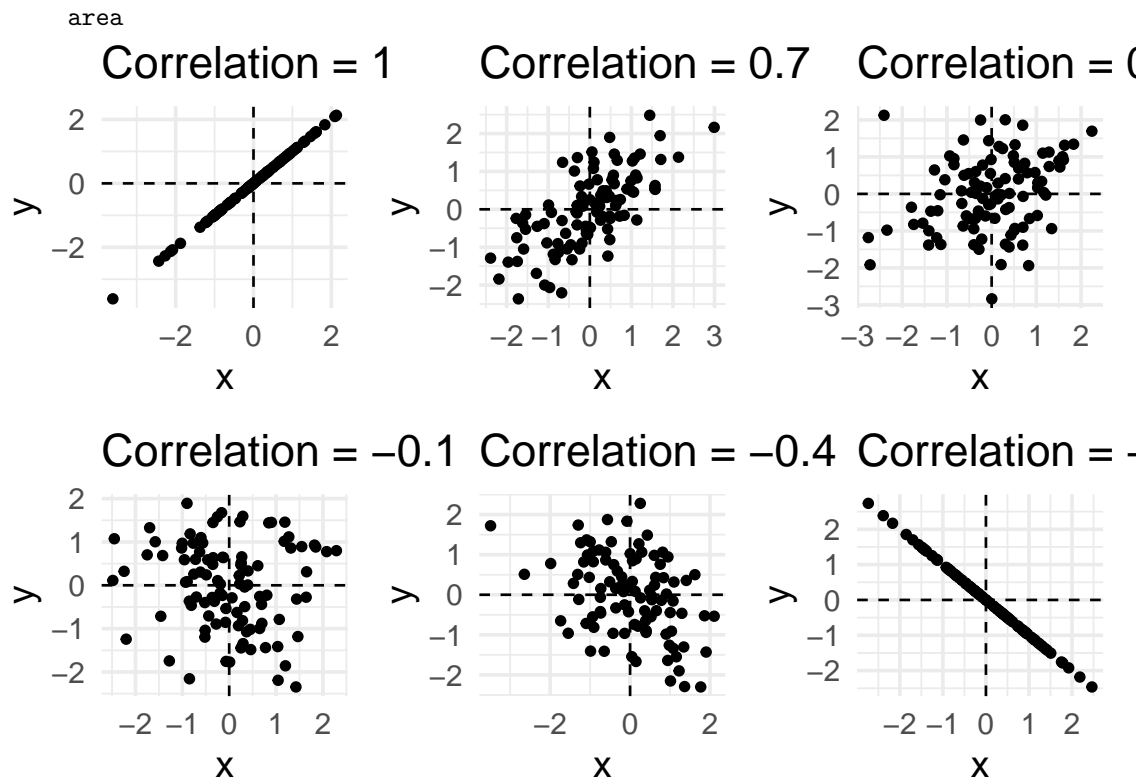 area
Correlation = 1
Correlation = 0.7
Correlation = 0
2
0
−2
y
−2 0 2
x
2
1
0
−1
−2
y
−2 −1 0 1 2 3
x
2
1
0
−1
−2
−3
y
−3 −2 −1 0 1 2
x
Correlation = −0.1
Correlation = −0.4
Correlation = −
2
1
0
−1
−2
y
−2 −1 0 1 2
x
2
1
0
−1
−2
y
−2 0 2
x
2
1
0
−1
−2
y
−2 −1 0 1 2
x